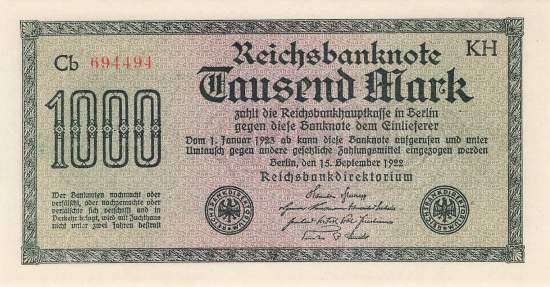 Cb 694494
KH
Reichsbanknote
Tausend Mark
1000
zahlt die Reichsbankhauptkasse in Berlin
gegen diese Banknote dem Einlieferer
Vom 1. Januar 1923 ab kann diese Banknote aufgerufen und unter
Umtausch gegen andere gesetzliche Zahlungsmittel eingezogen werden
Berlin, den 15. September 1922
Reichsbankdirektorium
Wer Banknoten nachmacht oder
verfälscht, oder nachgemachte oder
verfälschte sich verschafft und in
Verkehr bringt, wird mit Zuchthaus
nicht unter zwei Jahren bestraft